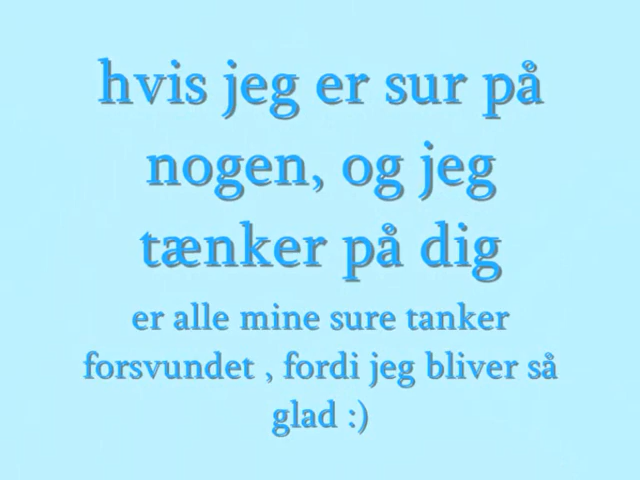 hvis jeg er sur på
nogen, og jeg
tænker på dig
er alle mine sure tanker
forsvundet , fordi jeg bliver så
glad :)